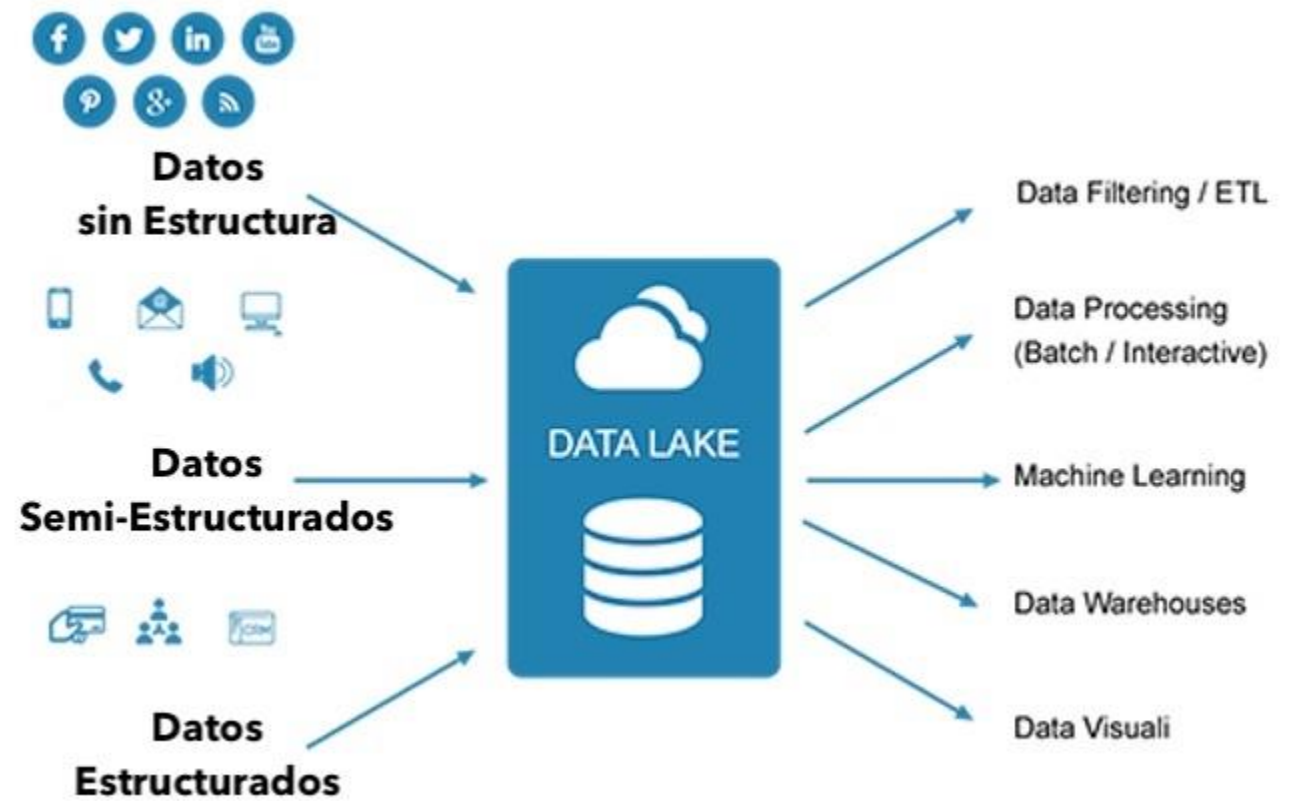 Datos
sin Estructura
Datos
Semi-Estructurados
Datos
Estructurados
DATA LAKE
Data Filtering / ETL
Data Processing
(Batch / Interactive)
Machine Learning
Data Warehouses
Data Visuali